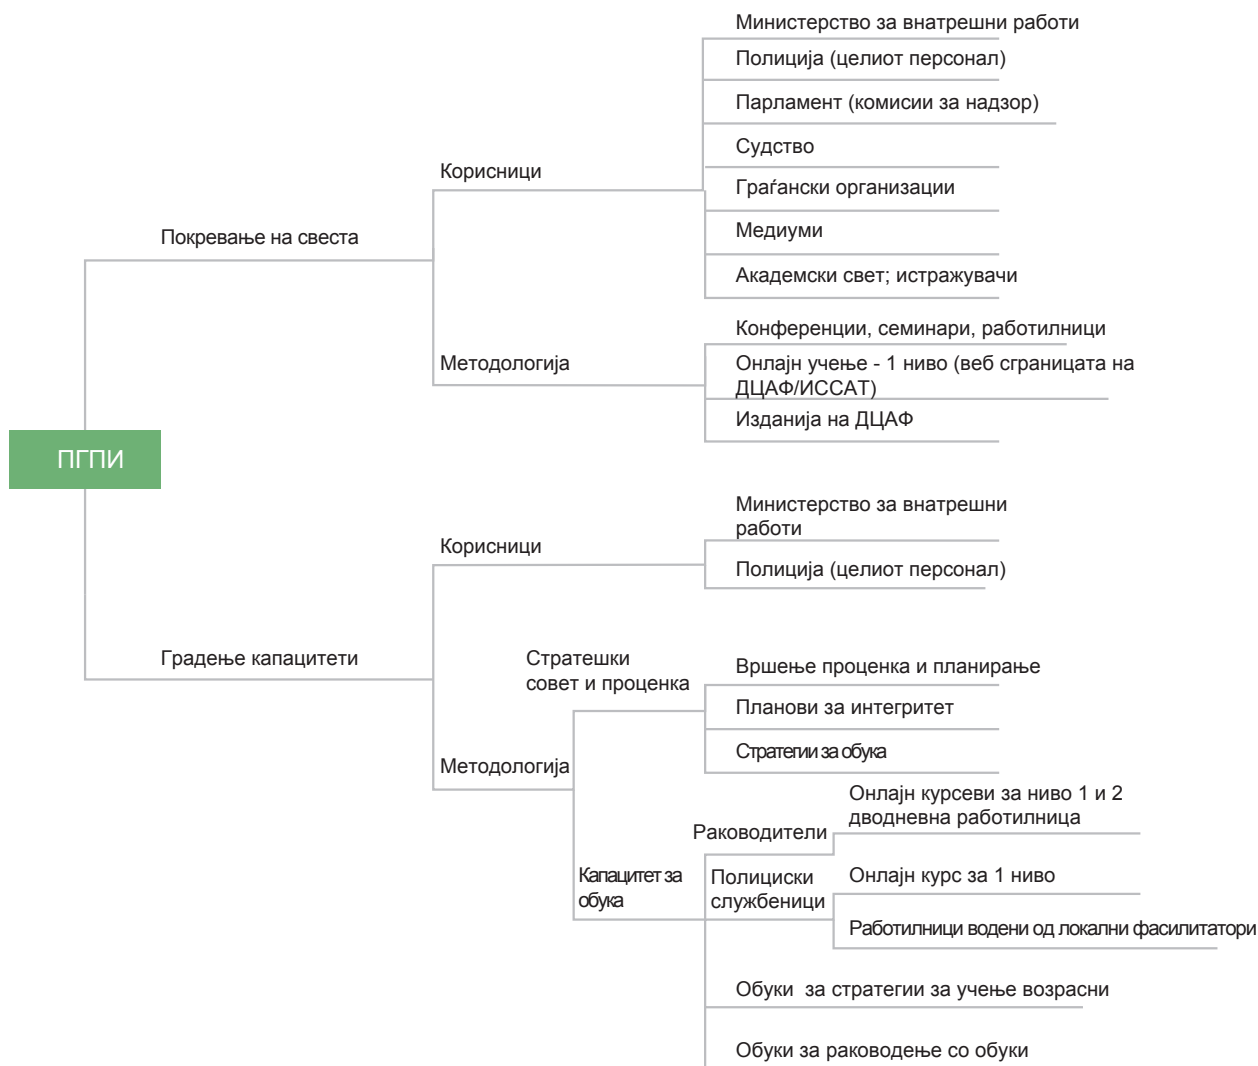 Министерство за внатрешни работи
Полиција (целиот персонал)
Парламент (комисии за надзор)
Судство
Корисници
Граѓански организации
Медиуми
Покревање на свеста
Академски свет; истражувачи
Конференции, семинари, работилници
Методологија
Онлајн учење - 1 ниво (веб сграницата на
ДЦАФ/ИССАТ)
Изданија на ДЦАФ
ПГПИ
Министерство за внатрешни
работи
Корисници
Полиција (целиот персонал)
Градење капацитети
Стратешки
совет и проценка
Вршење проценка и планирање
Планови за интегритет
Стратегии за обука
Методологија
Онлајн курсеви за ниво 1 и 2
дводневна работилница
Раководители
Капацитет за
обука
Полициски
службеници
Онлајн курс за 1 ниво
Работилници водени од локални фасилитатори
Обуки за стратегии за учење возрасни
Обуки за раководење со обуки